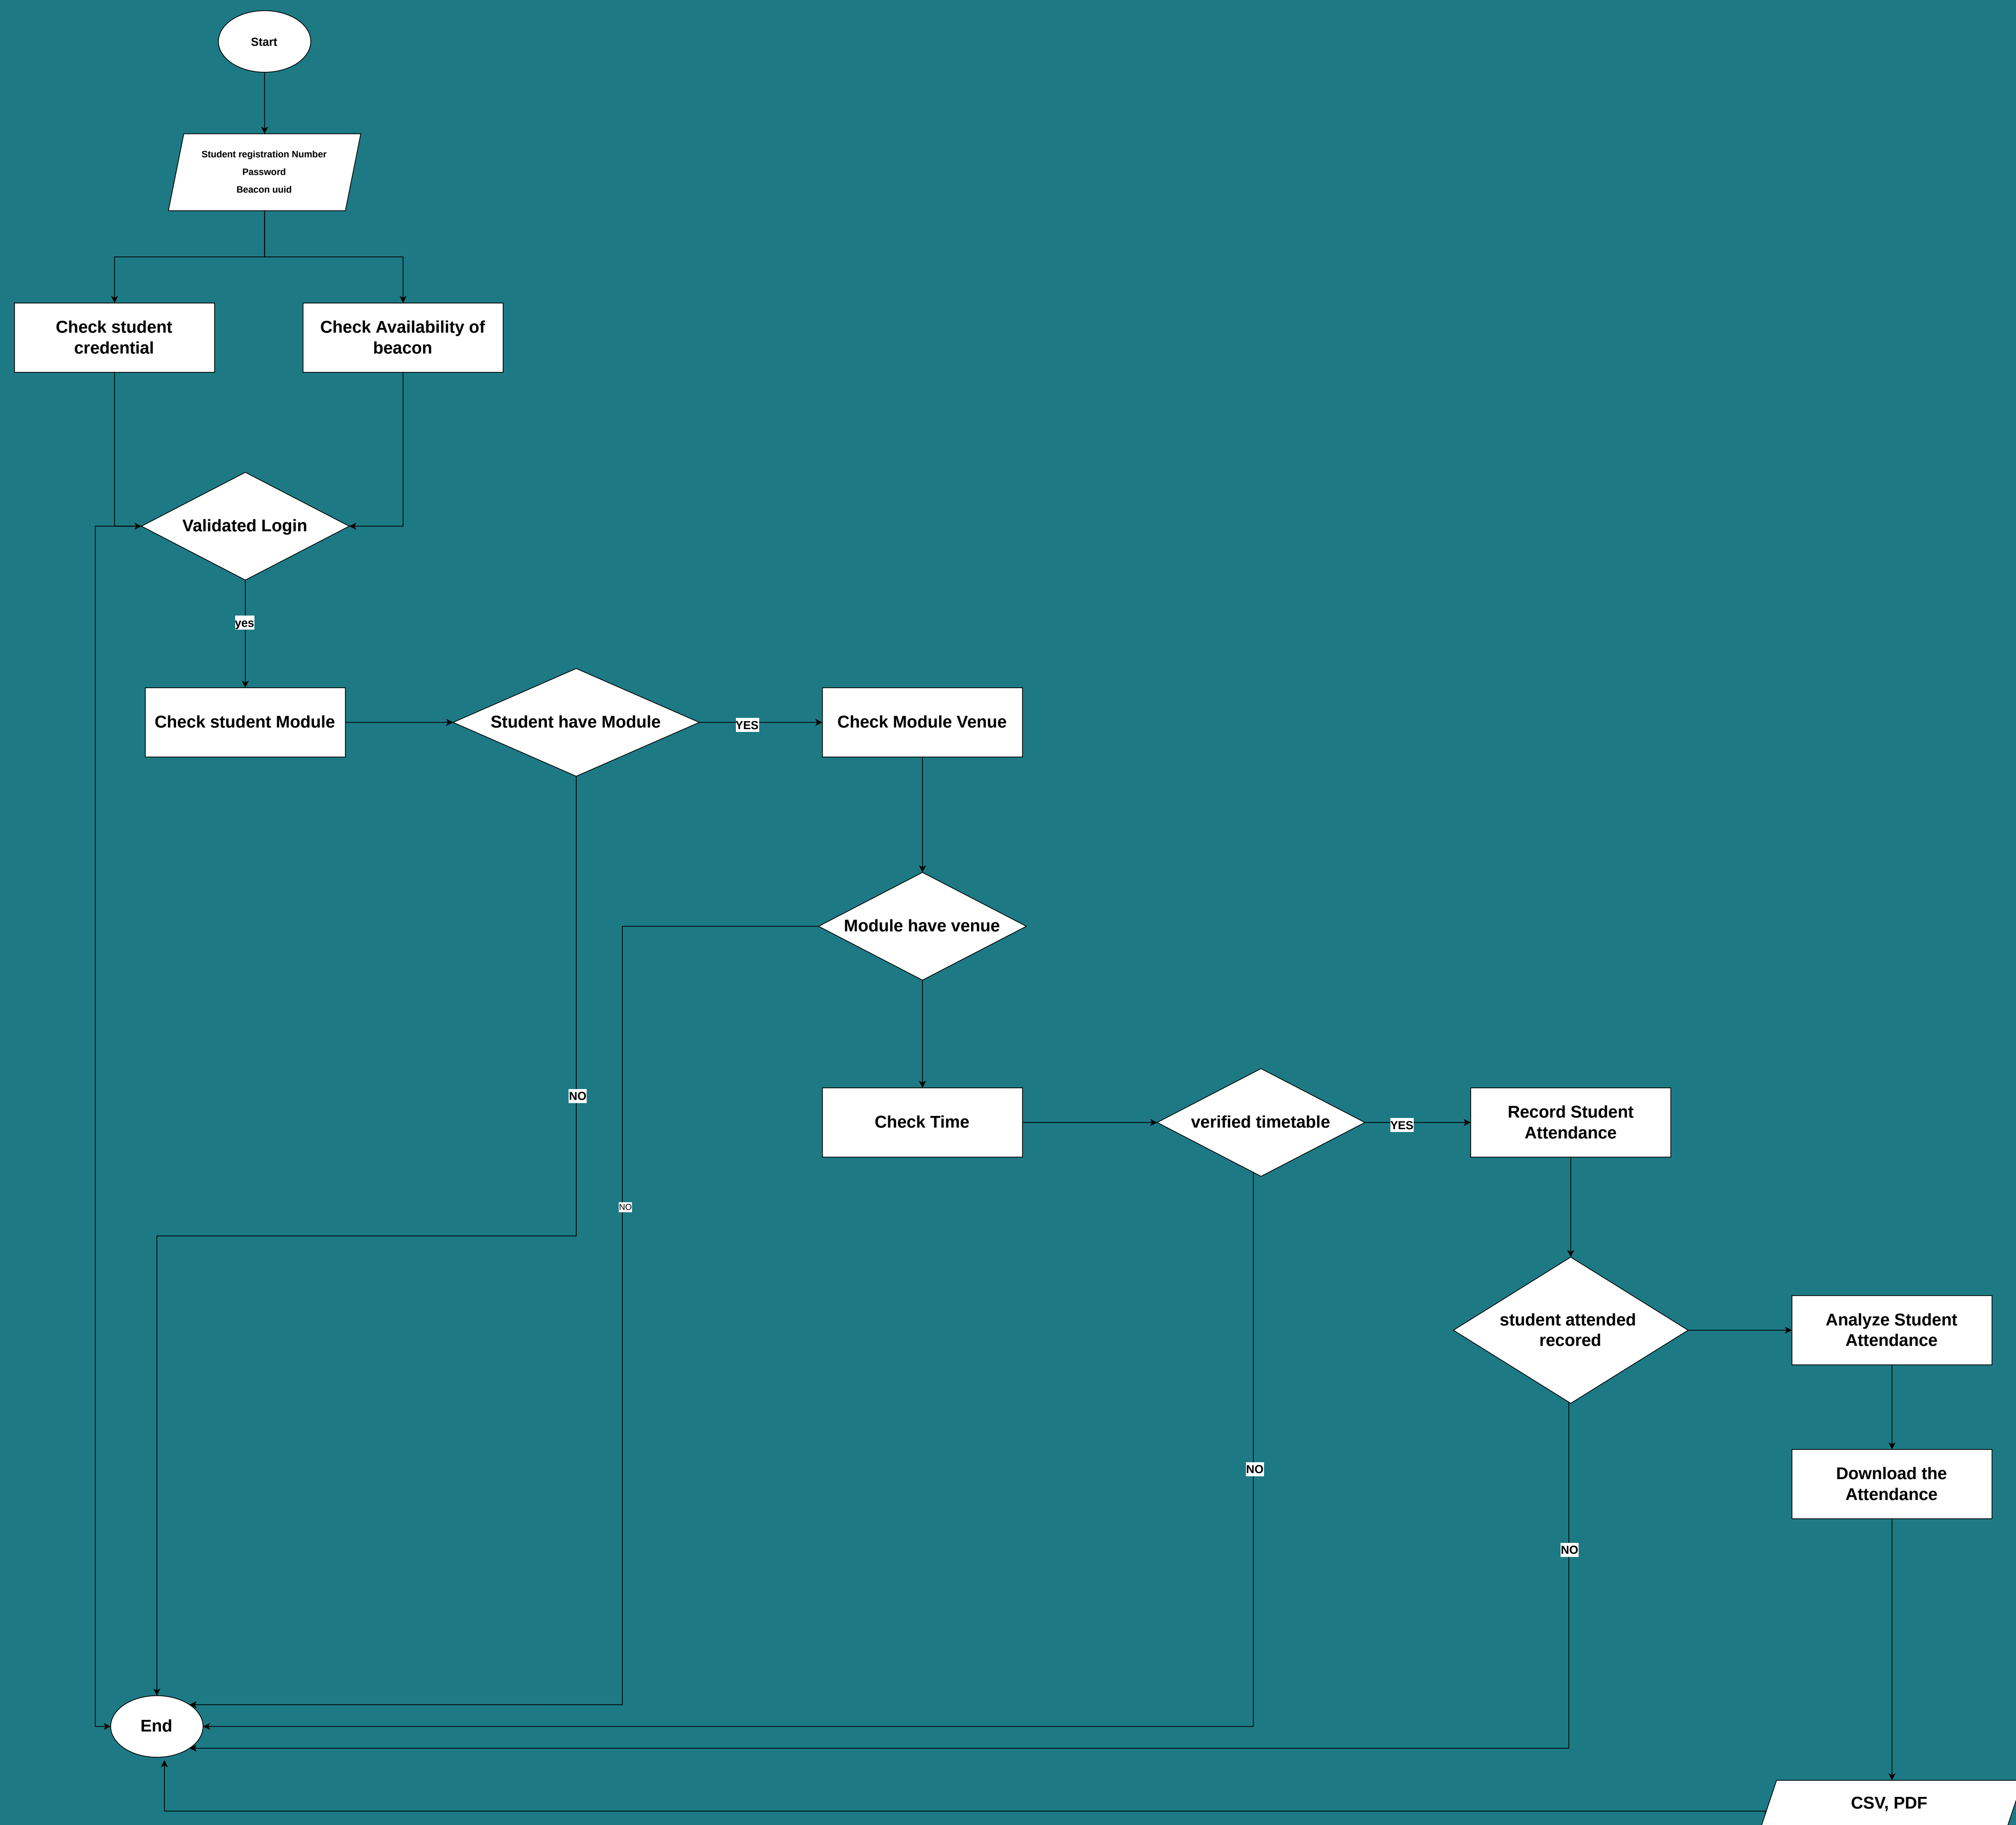 Start
Student registration Number
Password
Beacon uuid
Check student
credential
Check Availability of
beacon
Validated Login
yes
Check student Module
Student have Module
YES
Check Module Venue
Module have venue
NO
NO
Check Time
verified timetable
YES
Record Student
Attendance
student attended
recored
Analyze Student
Attendance
NO
Download the
Attendance
NO
End
CSV, PDF